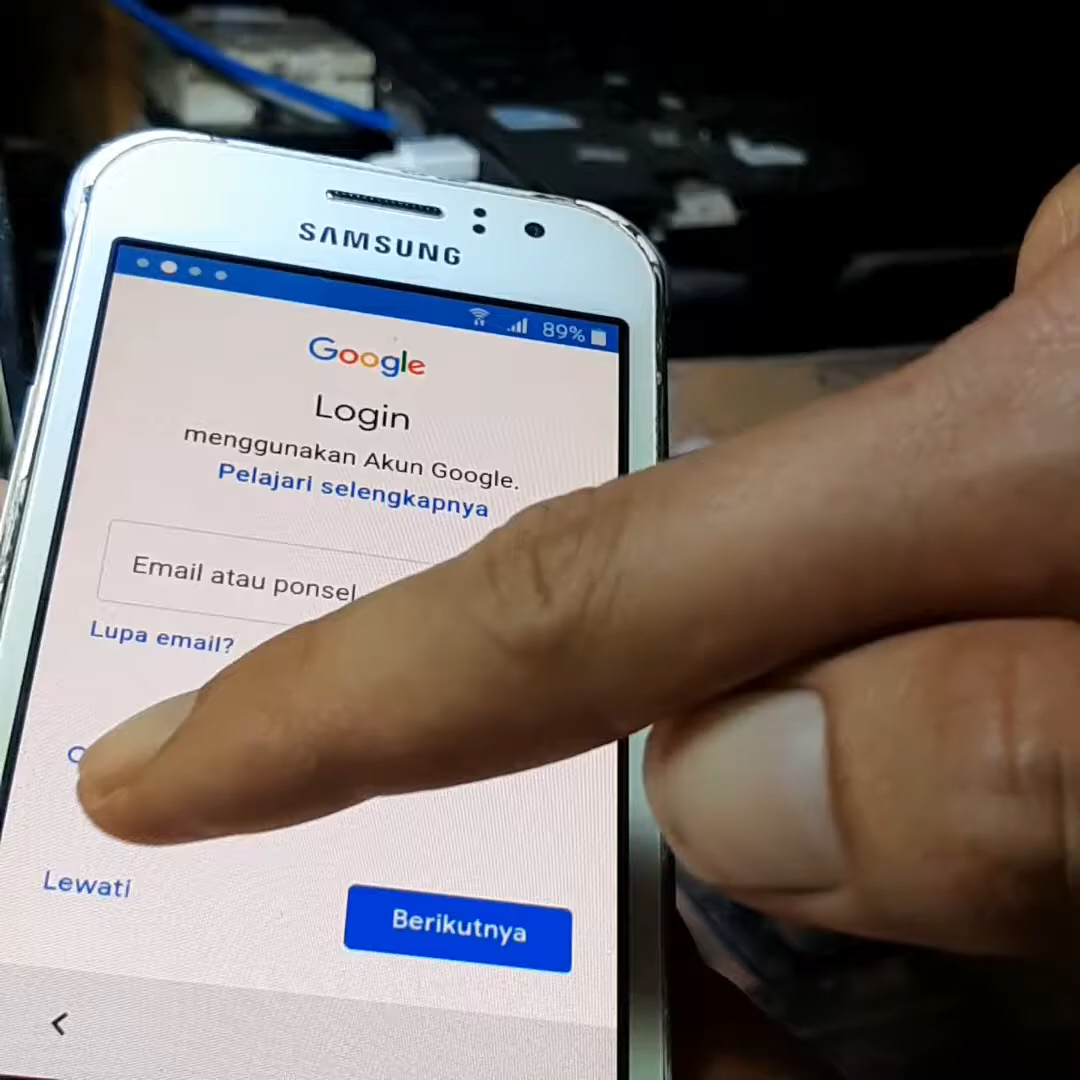 SAMSUNG
89%
Google
Login
menggunakan Akun Google.
Pelajari selengkapnya
Email atau ponsel
Lupa email?
Lewati
Berikutnya